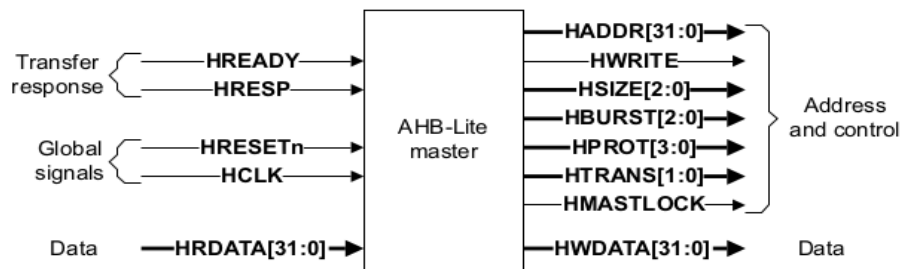 Transfer
response
HREADY
HRESP
Global
signals
HRESETn
HCLK
Data
HRDATA[31:0]
AHB-Lite
master
HADDR[31:0]
HWRITE
HSIZE[2:0]
HBURST[2:0]
HPROT[3:0]
HTRANS[1:0]
HMASTLOCK
HWDATA[31:0]
Address
and control
Data